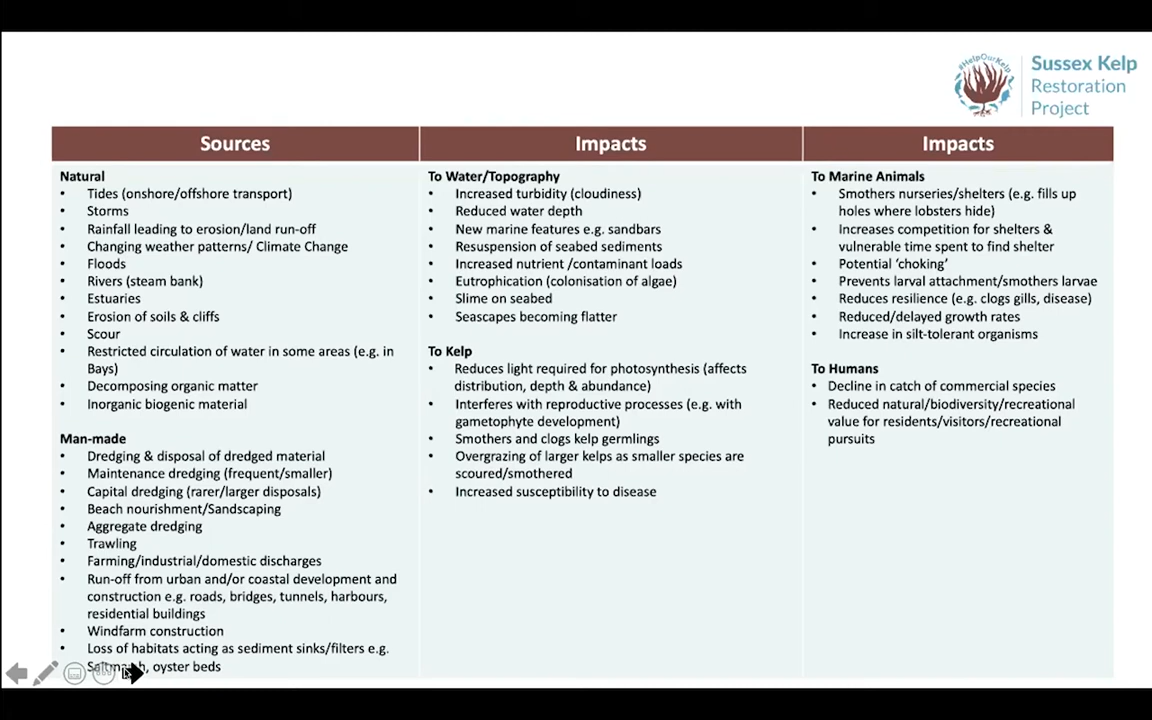 #HelpOurKelp
Sussex Kelp
Restoration
Project
Sources
Natural
• Tides (onshore/offshore transport)
• Storms
• Rainfall leading to erosion/land run-off
• Changing weather patterns/ Climate Change
• Floods
• Rivers (steam bank)
• Estuaries
• Erosion of soils & cliffs
• Scour
• Restricted circulation of water in some areas (e.g. in
Bays)
• Decomposing organic matter
• Inorganic biogenic material
Man-made
• Dredging & disposal of dredged material
• Maintenance dredging (frequent/smaller)
• Capital dredging (rarer/larger disposals)
• Beach nourishment/Sandscaping
• Aggregate dredging
• Trawling
• Farming/industrial/domestic discharges
• Run-off from urban and/or coastal development and
construction e.g. roads, bridges, tunnels, harbours,
residential buildings
• Windfarm construction
• Loss of habitats acting as sediment sinks/filters e.g.
Saltmarsh, oyster beds
Impacts
To Water/Topography
• Increased turbidity (cloudiness)
• Reduced water depth
• New marine features e.g. sandbars
• Resuspension of seabed sediments
• Increased nutrient /contaminant loads
• Eutrophication (colonisation of algae)
• Slime on seabed
• Seascapes becoming flatter
To Kelp
• Reduces light required for photosynthesis (affects
distribution, depth & abundance)
• Interferes with reproductive processes (e.g. with
gametophyte development)
• Smothers and clogs kelp germlings
• Overgrazing of larger kelps as smaller species are
scoured/smothered
• Increased susceptibility to disease
Impacts
To Marine Animals
• Smothers nurseries/shelters (e.g. fills up
holes where lobsters hide)
• Increases competition for shelters &
vulnerable time spent to find shelter
• Potential ‘choking’
• Prevents larval attachment/smothers larvae
• Reduces resilience (e.g. clogs gills, disease)
• Reduced/delayed growth rates
• Increase in silt-tolerant organisms
To Humans
• Decline in catch of commercial species
• Reduced natural/biodiversity/recreational
value for residents/visitors/recreational
pursuits